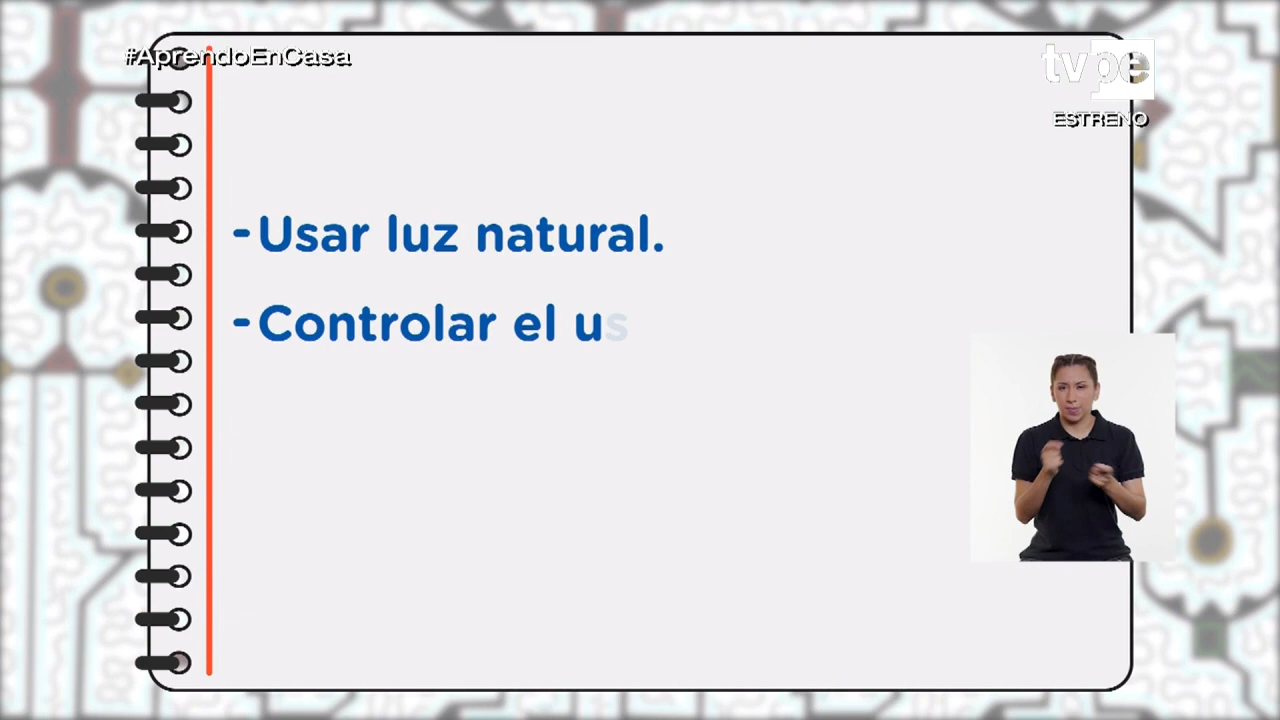 #AprendoEnCasa
tvpe
ESTRENO
-Usar luz natural.
-Controlar el us